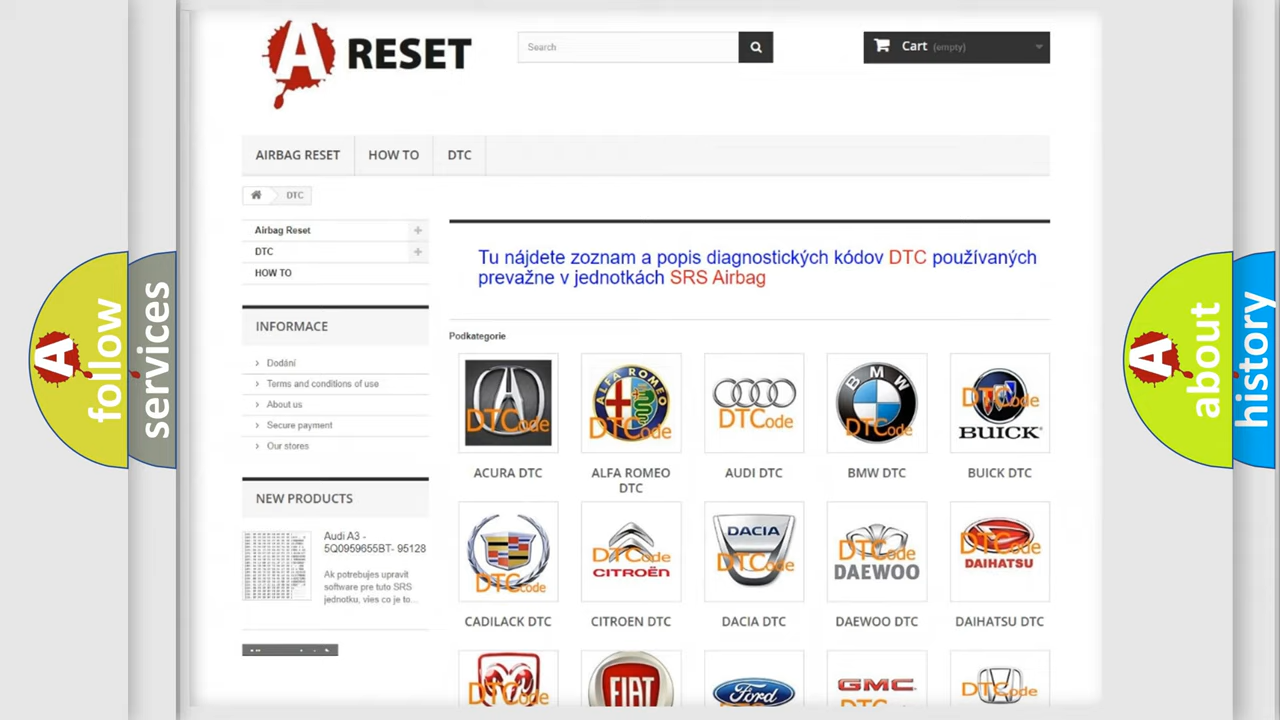 A RESET
Search
Cart (empty)
AIRBAG RESET
HOW TO
DTC
DTC
Airbag Reset
DTC
HOW TO
Tu nájdete zoznam a popis diagnostických kódov DTC používaných
prevažne v jednotkách SRS Airbag
INFORMACE
Dodání
Terms and conditions of use
About us
Secure payment
Our stores
NEW PRODUCTS
Audi A3 -
5Q0959655BT- 95128
Ak potrebujes upravit
software pre tuto SRS
jednotku, vies co je to...
Podkategorie
DTCode
ALFA ROMEO
DTCode
DTCode
BMW
DTCode
DTCode
BUICK
ACURA DTC
ALFA ROMEO
DTC
AUDI DTC
BMW DTC
BUICK DTC
DTCode
DTCode
CITROËN
DACIA
DTCode
DTCode
DAEWOO
DTCode
DAIHATSU
CADILACK DTC
CITROEN DTC
DACIA DTC
DAEWOO DTC
DAIHATSU DTC
DTCode
FIAT
Ford
GMC
DTCode
A
follow
services
A
about
history